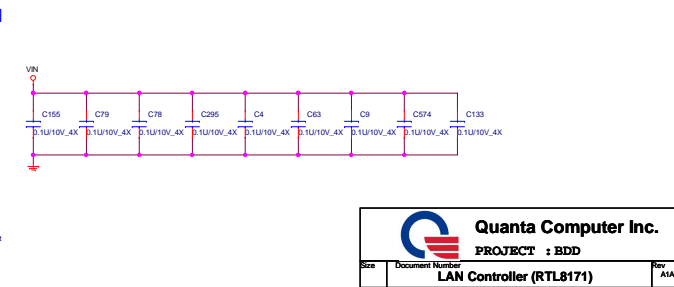 VIN
C155 C79 C78 C295 C4 C63 C9 C574 C133
0.1U/10V_4X 0.1U/10V_4X 0.1U/10V_4X 0.1U/10V_4X 0.1U/10V_4X 0.1U/10V_4X 0.1U/10V_4X 0.1U/10V_4X 0.1U/10V_4X
Quanta Computer Inc.
PROJECT : BDD
Size Document Number Rev
LAN Controller (RTL8171) A1A